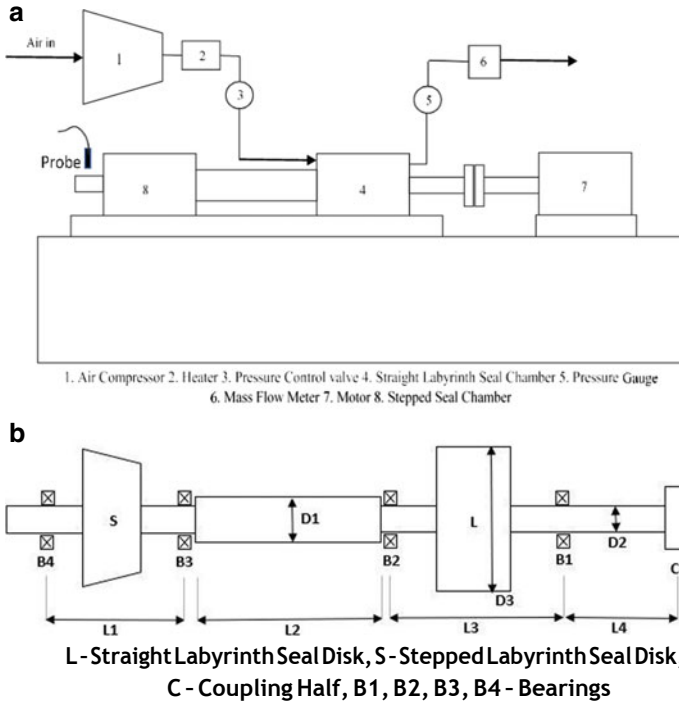 a
Air in
1
2
3
6
5
Probe
8
4
7
1. Air Compressor 2. Heater 3. Pressure Control valve 4. Straight Labyrinth Seal Chamber 5. Pressure Gauge
6. Mass Flow Meter 7. Motor 8. Stepped Seal Chamber
b
S
D1
L
D2
B4
B3
B2
B1
C
D3
L1
L2
L3
L4
L - Straight Labyrinth Seal Disk, S - Stepped Labyrinth Seal Disk,
C - Coupling Half, B1, B2, B3, B4 - Bearings